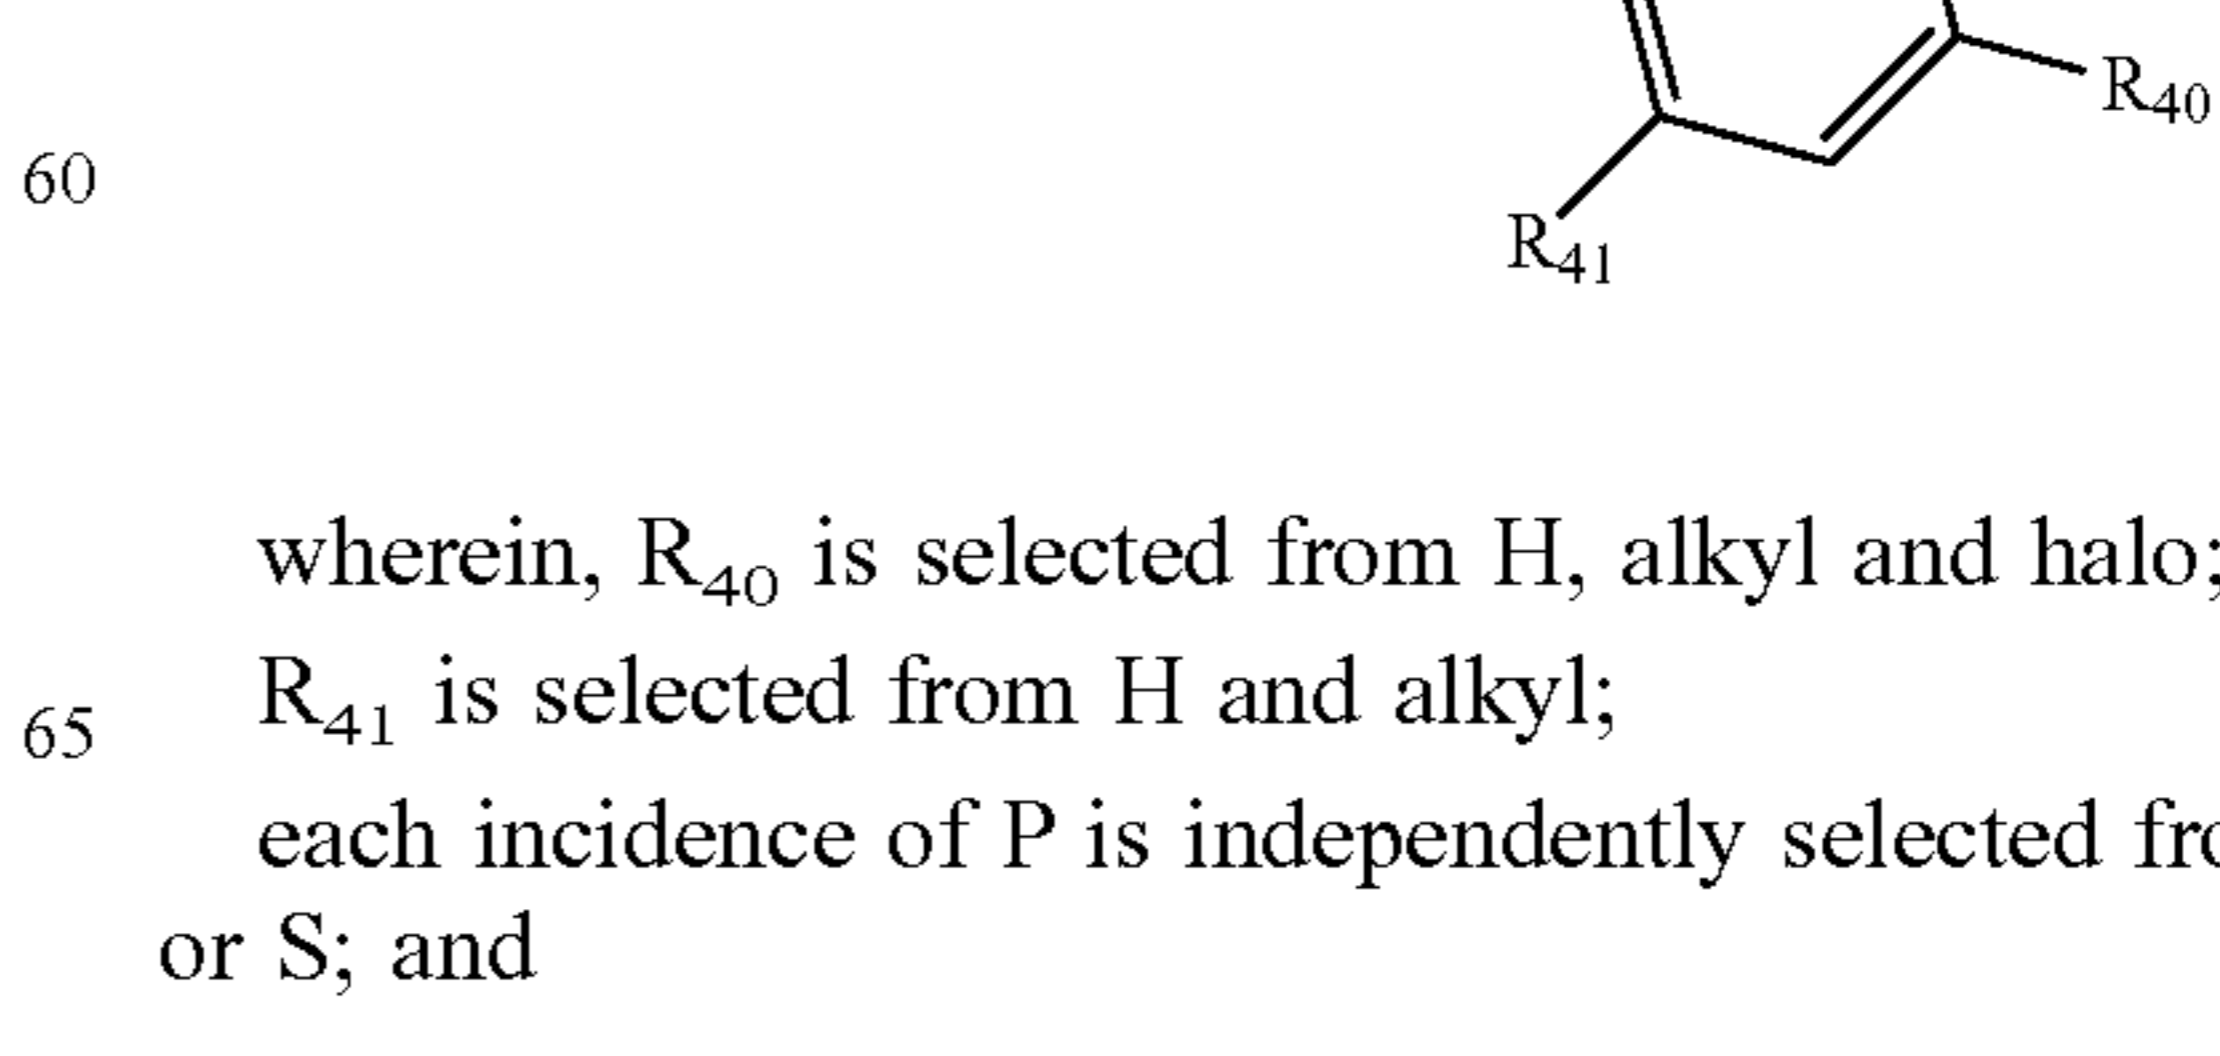 R₄₀
60
R₄₁
wherein, R₄₀ is selected from H, alkyl and halo;
R₄₁ is selected from H and alkyl;
65
each incidence of P is independently selected
or S; and